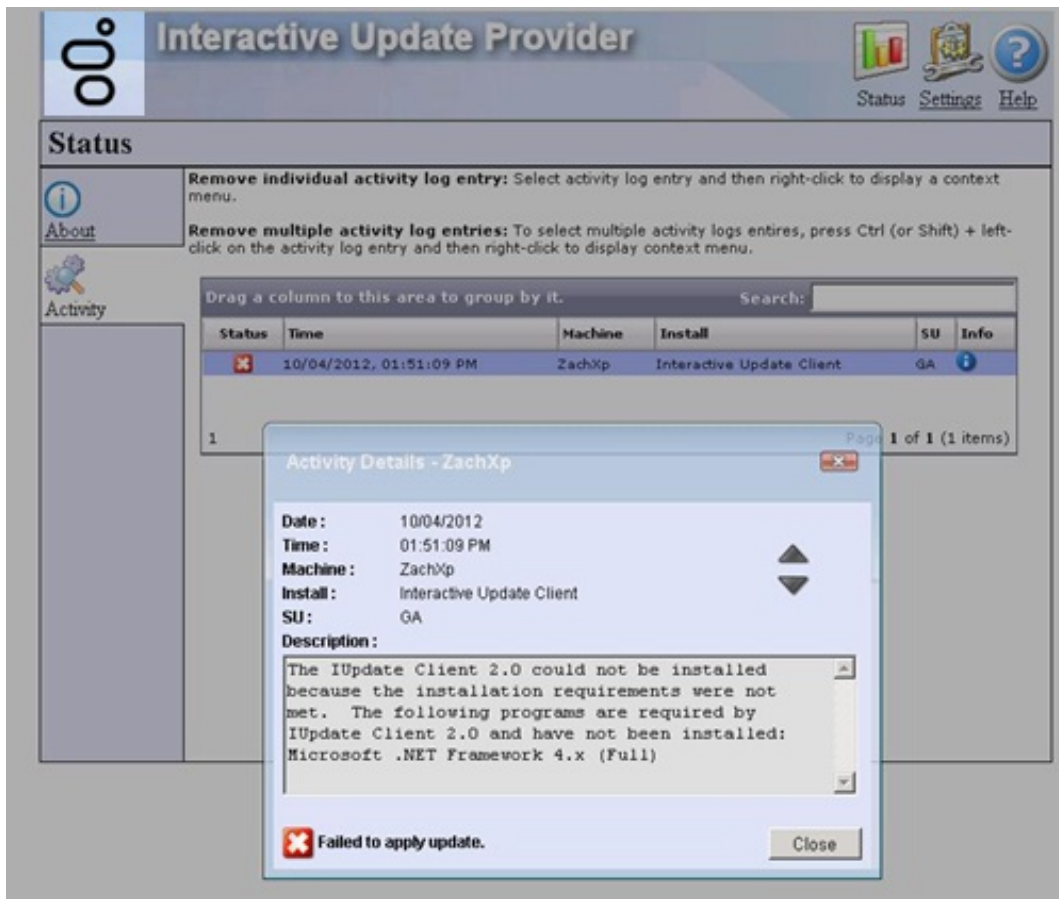 Interactive Update Provider
Status Settings Help
Status
About
Activity
Remove individual activity log entry: Select activity log entry and then right-click to display a context
menu.
Remove multiple activity log entries: To select multiple activity logs entires, press Ctrl (or Shift) + left-
click on the activity log entry and then right-click to display context menu.
Drag a column to this area to group by it. Search:
Status Time Machine Install SU Info
10/04/2012, 01:51:09 PM ZachXp Interactive Update Client GA
1 Page 1 of 1 (1 items)
Activity Details - ZachXp
Date : 10/04/2012
Time : 01:51:09 PM
Machine : ZachXp
Install : Interactive Update Client
SU : GA
Description :
The IUpdate Client 2.0 could not be installed
because the installation requirements were not
met. The following programs are required by
IUpdate Client 2.0 and have not been installed:
Microsoft .NET Framework 4.x (Full)
Failed to apply update.
Close